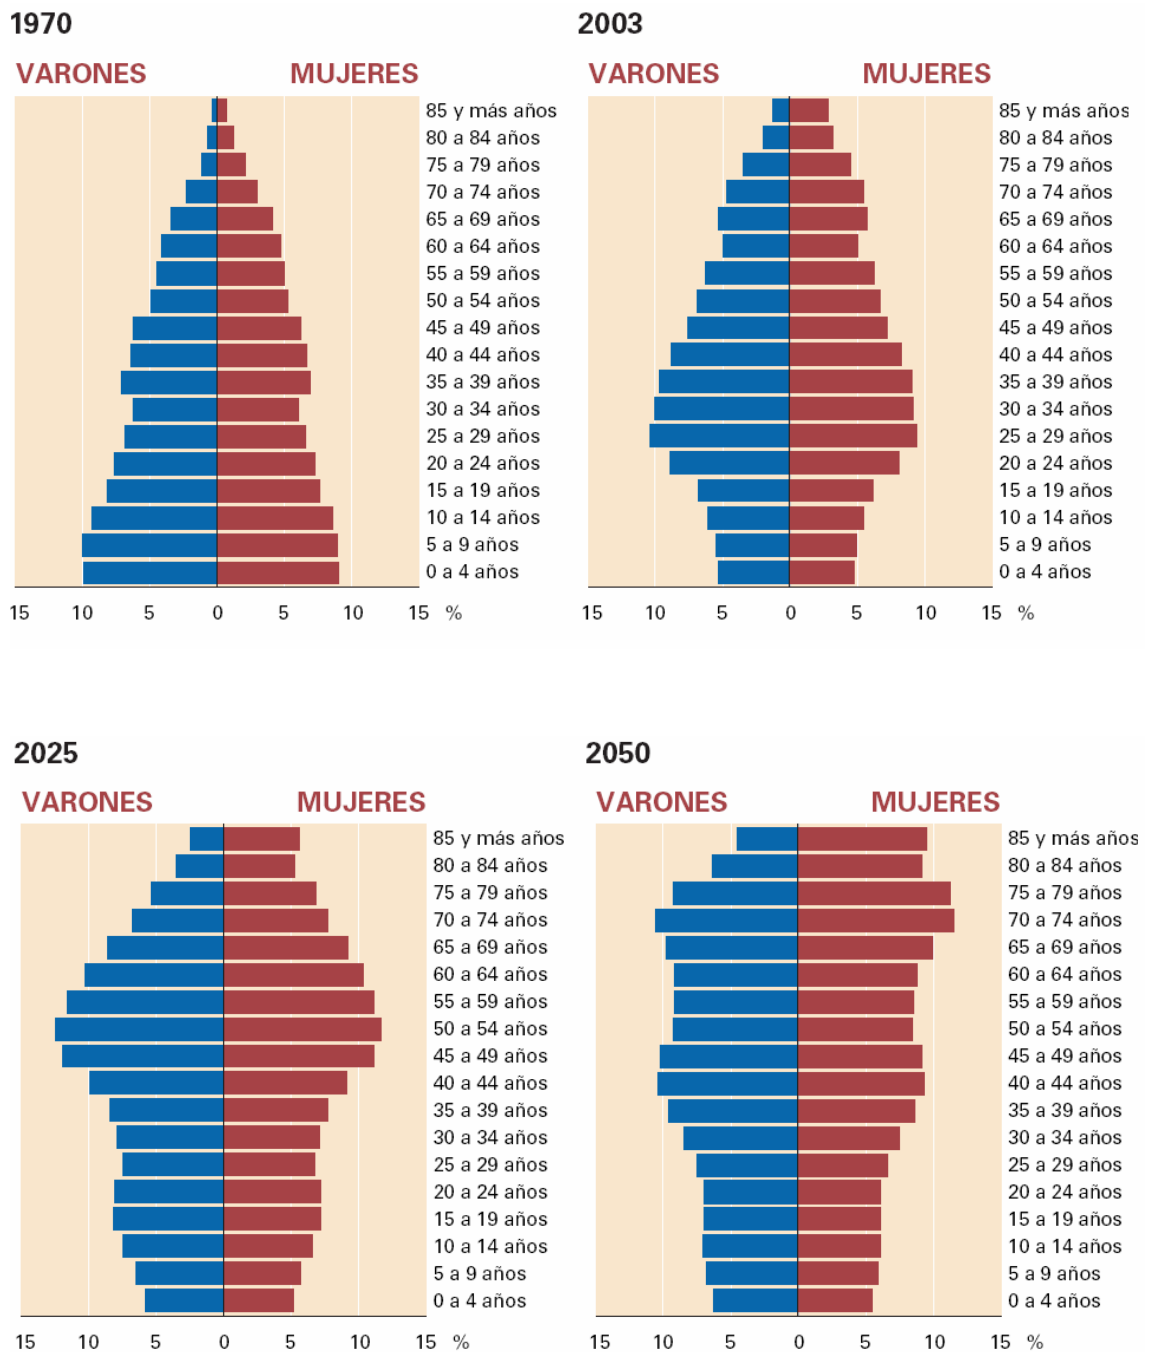 1970
VARONES MUJERES
85 y más años
80 a 84 años
75 a 79 años
70 a 74 años
65 a 69 años
60 a 64 años
55 a 59 años
50 a 54 años
45 a 49 años
40 a 44 años
35 a 39 años
30 a 34 años
25 a 29 años
20 a 24 años
15 a 19 años
10 a 14 años
5 a 9 años
0 a 4 años
15 10 5 0 5 10 15 %
2003
VARONES MUJERES
85 y más años
80 a 84 años
75 a 79 años
70 a 74 años
65 a 69 años
60 a 64 años
55 a 59 años
50 a 54 años
45 a 49 años
40 a 44 años
35 a 39 años
30 a 34 años
25 a 29 años
20 a 24 años
15 a 19 años
10 a 14 años
5 a 9 años
0 a 4 años
15 10 5 0 5 10 15 %
2025
VARONES MUJERES
85 y más años
80 a 84 años
75 a 79 años
70 a 74 años
65 a 69 años
60 a 64 años
55 a 59 años
50 a 54 años
45 a 49 años
40 a 44 años
35 a 39 años
30 a 34 años
25 a 29 años
20 a 24 años
15 a 19 años
10 a 14 años
5 a 9 años
0 a 4 años
15 10 5 0 5 10 15 %
2050
VARONES MUJERES
85 y más años
80 a 84 años
75 a 79 años
70 a 74 años
65 a 69 años
60 a 64 años
55 a 59 años
50 a 54 años
45 a 49 años
40 a 44 años
35 a 39 años
30 a 34 años
25 a 29 años
20 a 24 años
15 a 19 años
10 a 14 años
5 a 9 años
0 a 4 años
15 10 5 0 5 10 15 %